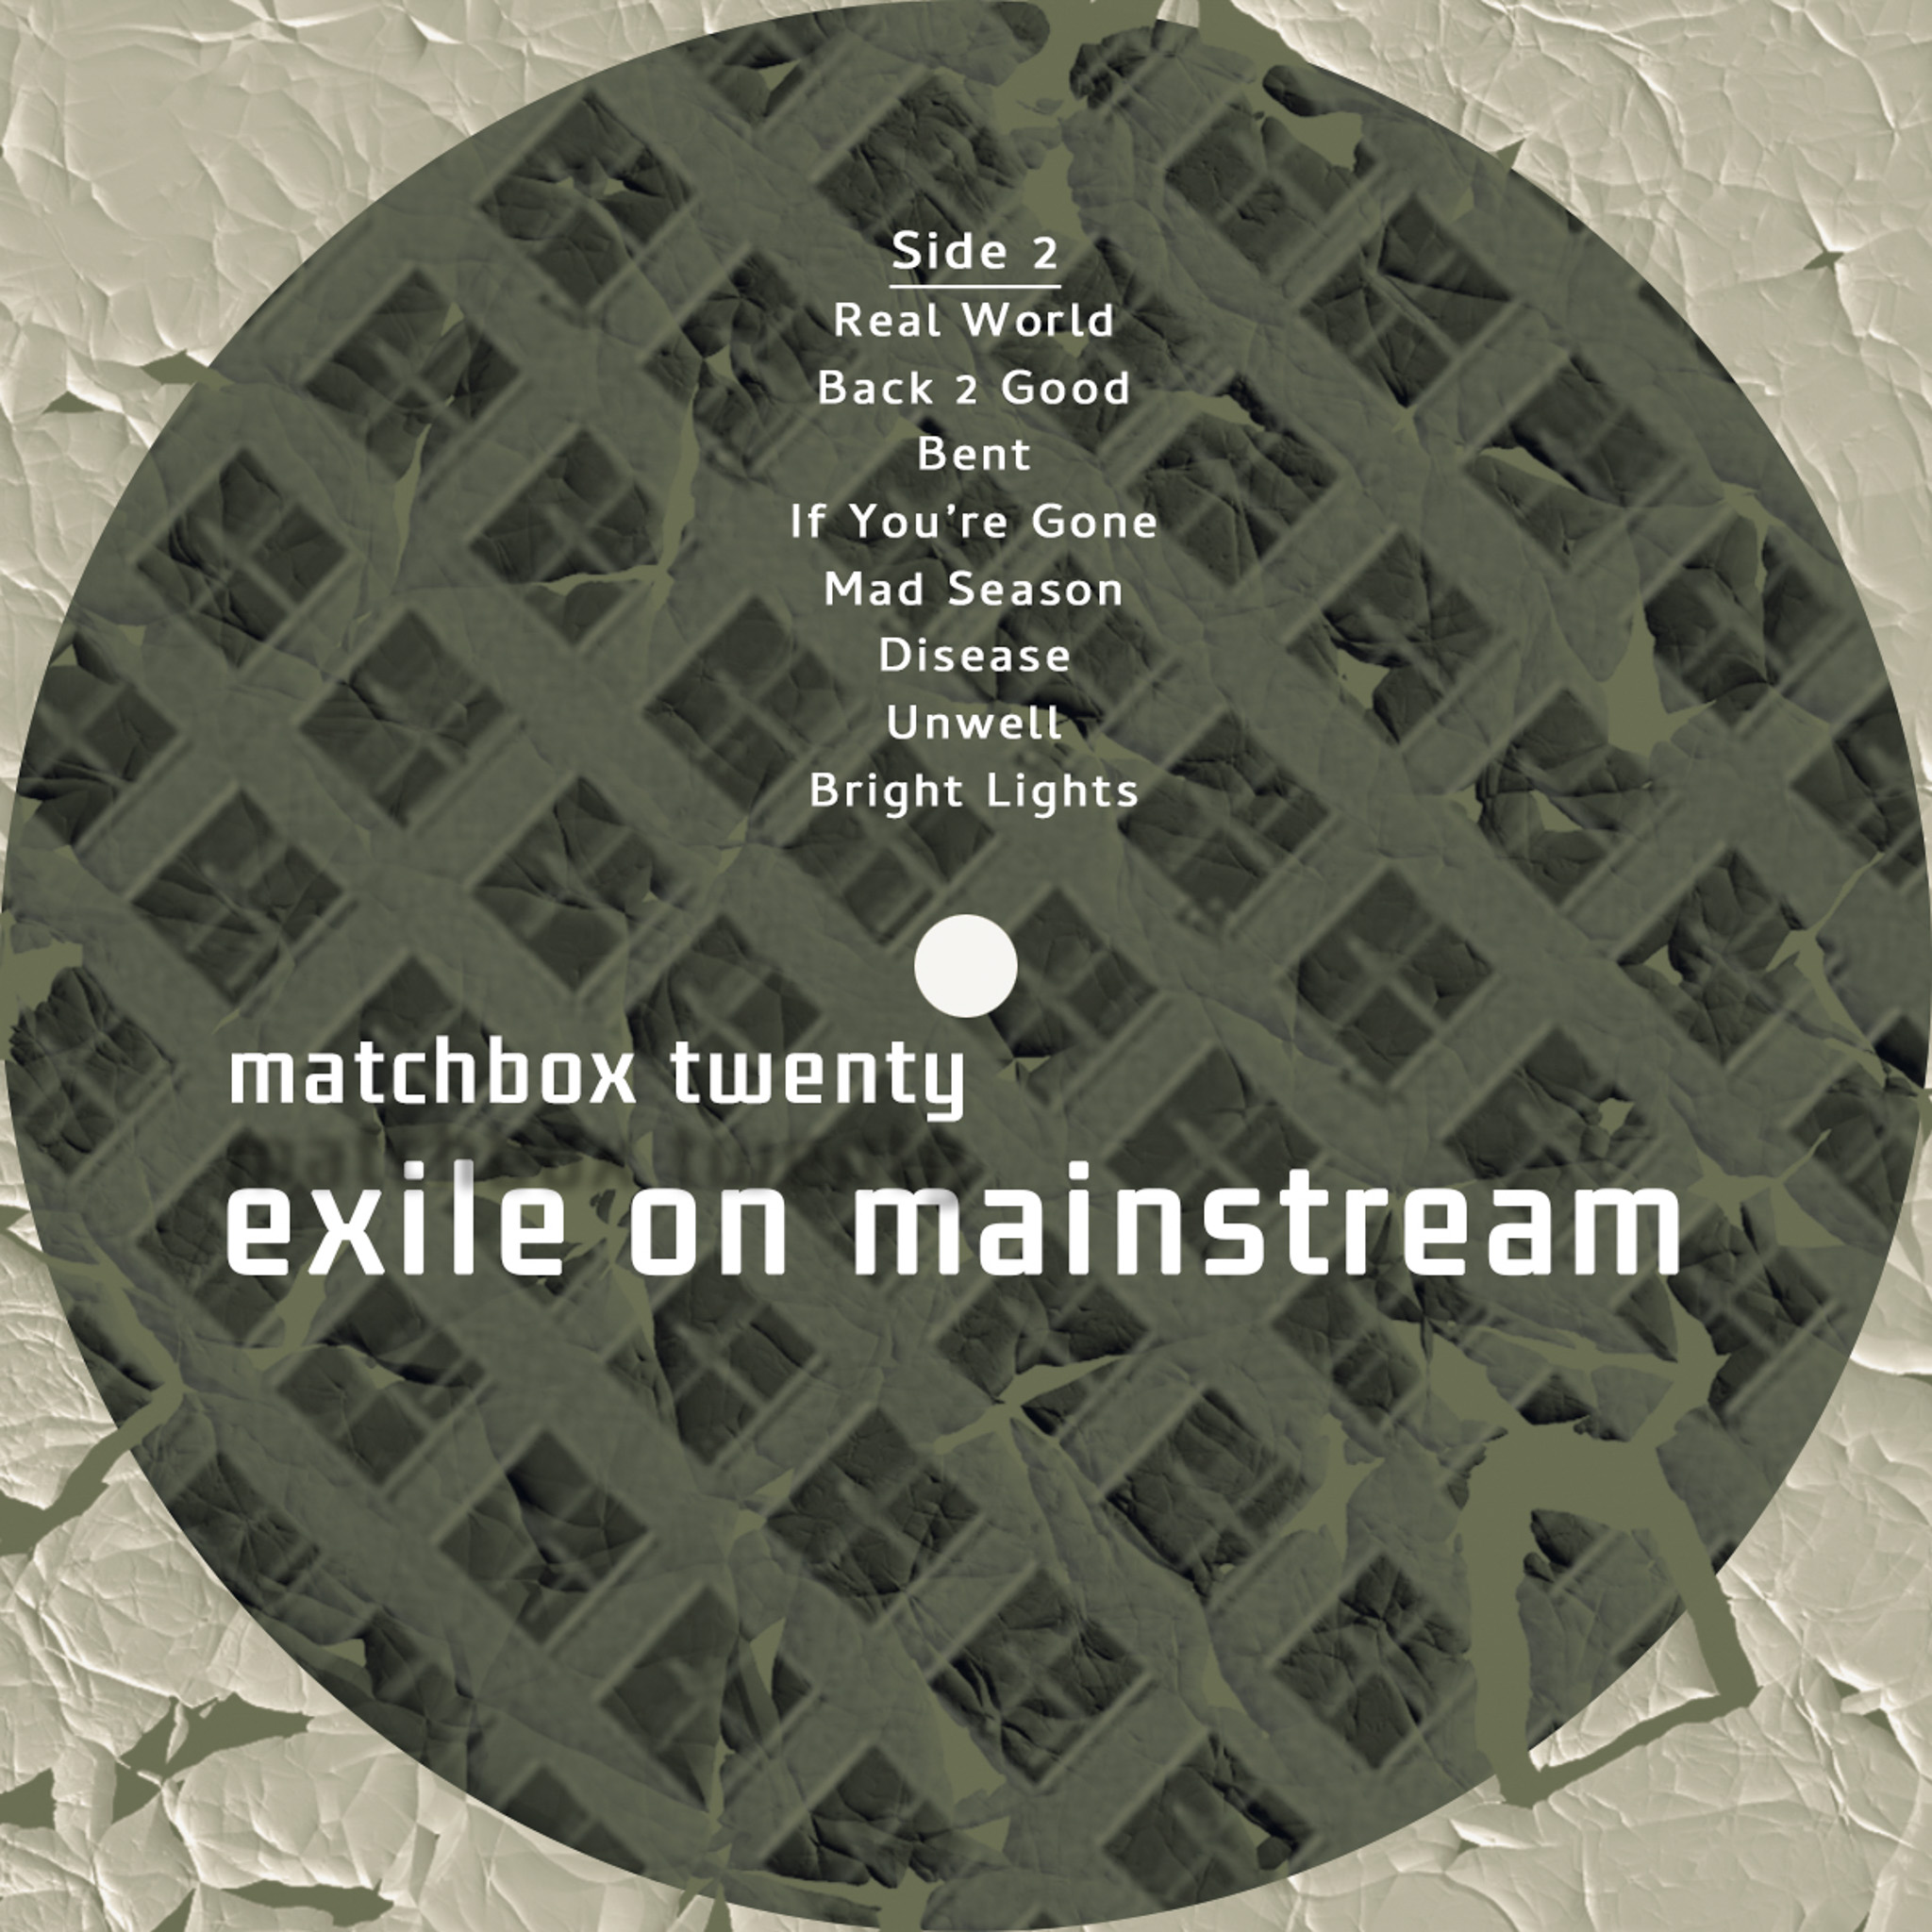 Side 2
Real World
Back 2 Good
Bent
If You’re Gone
Mad Season
Disease
Unwell
Bright Lights
matchbox twenty
exile on mainstream